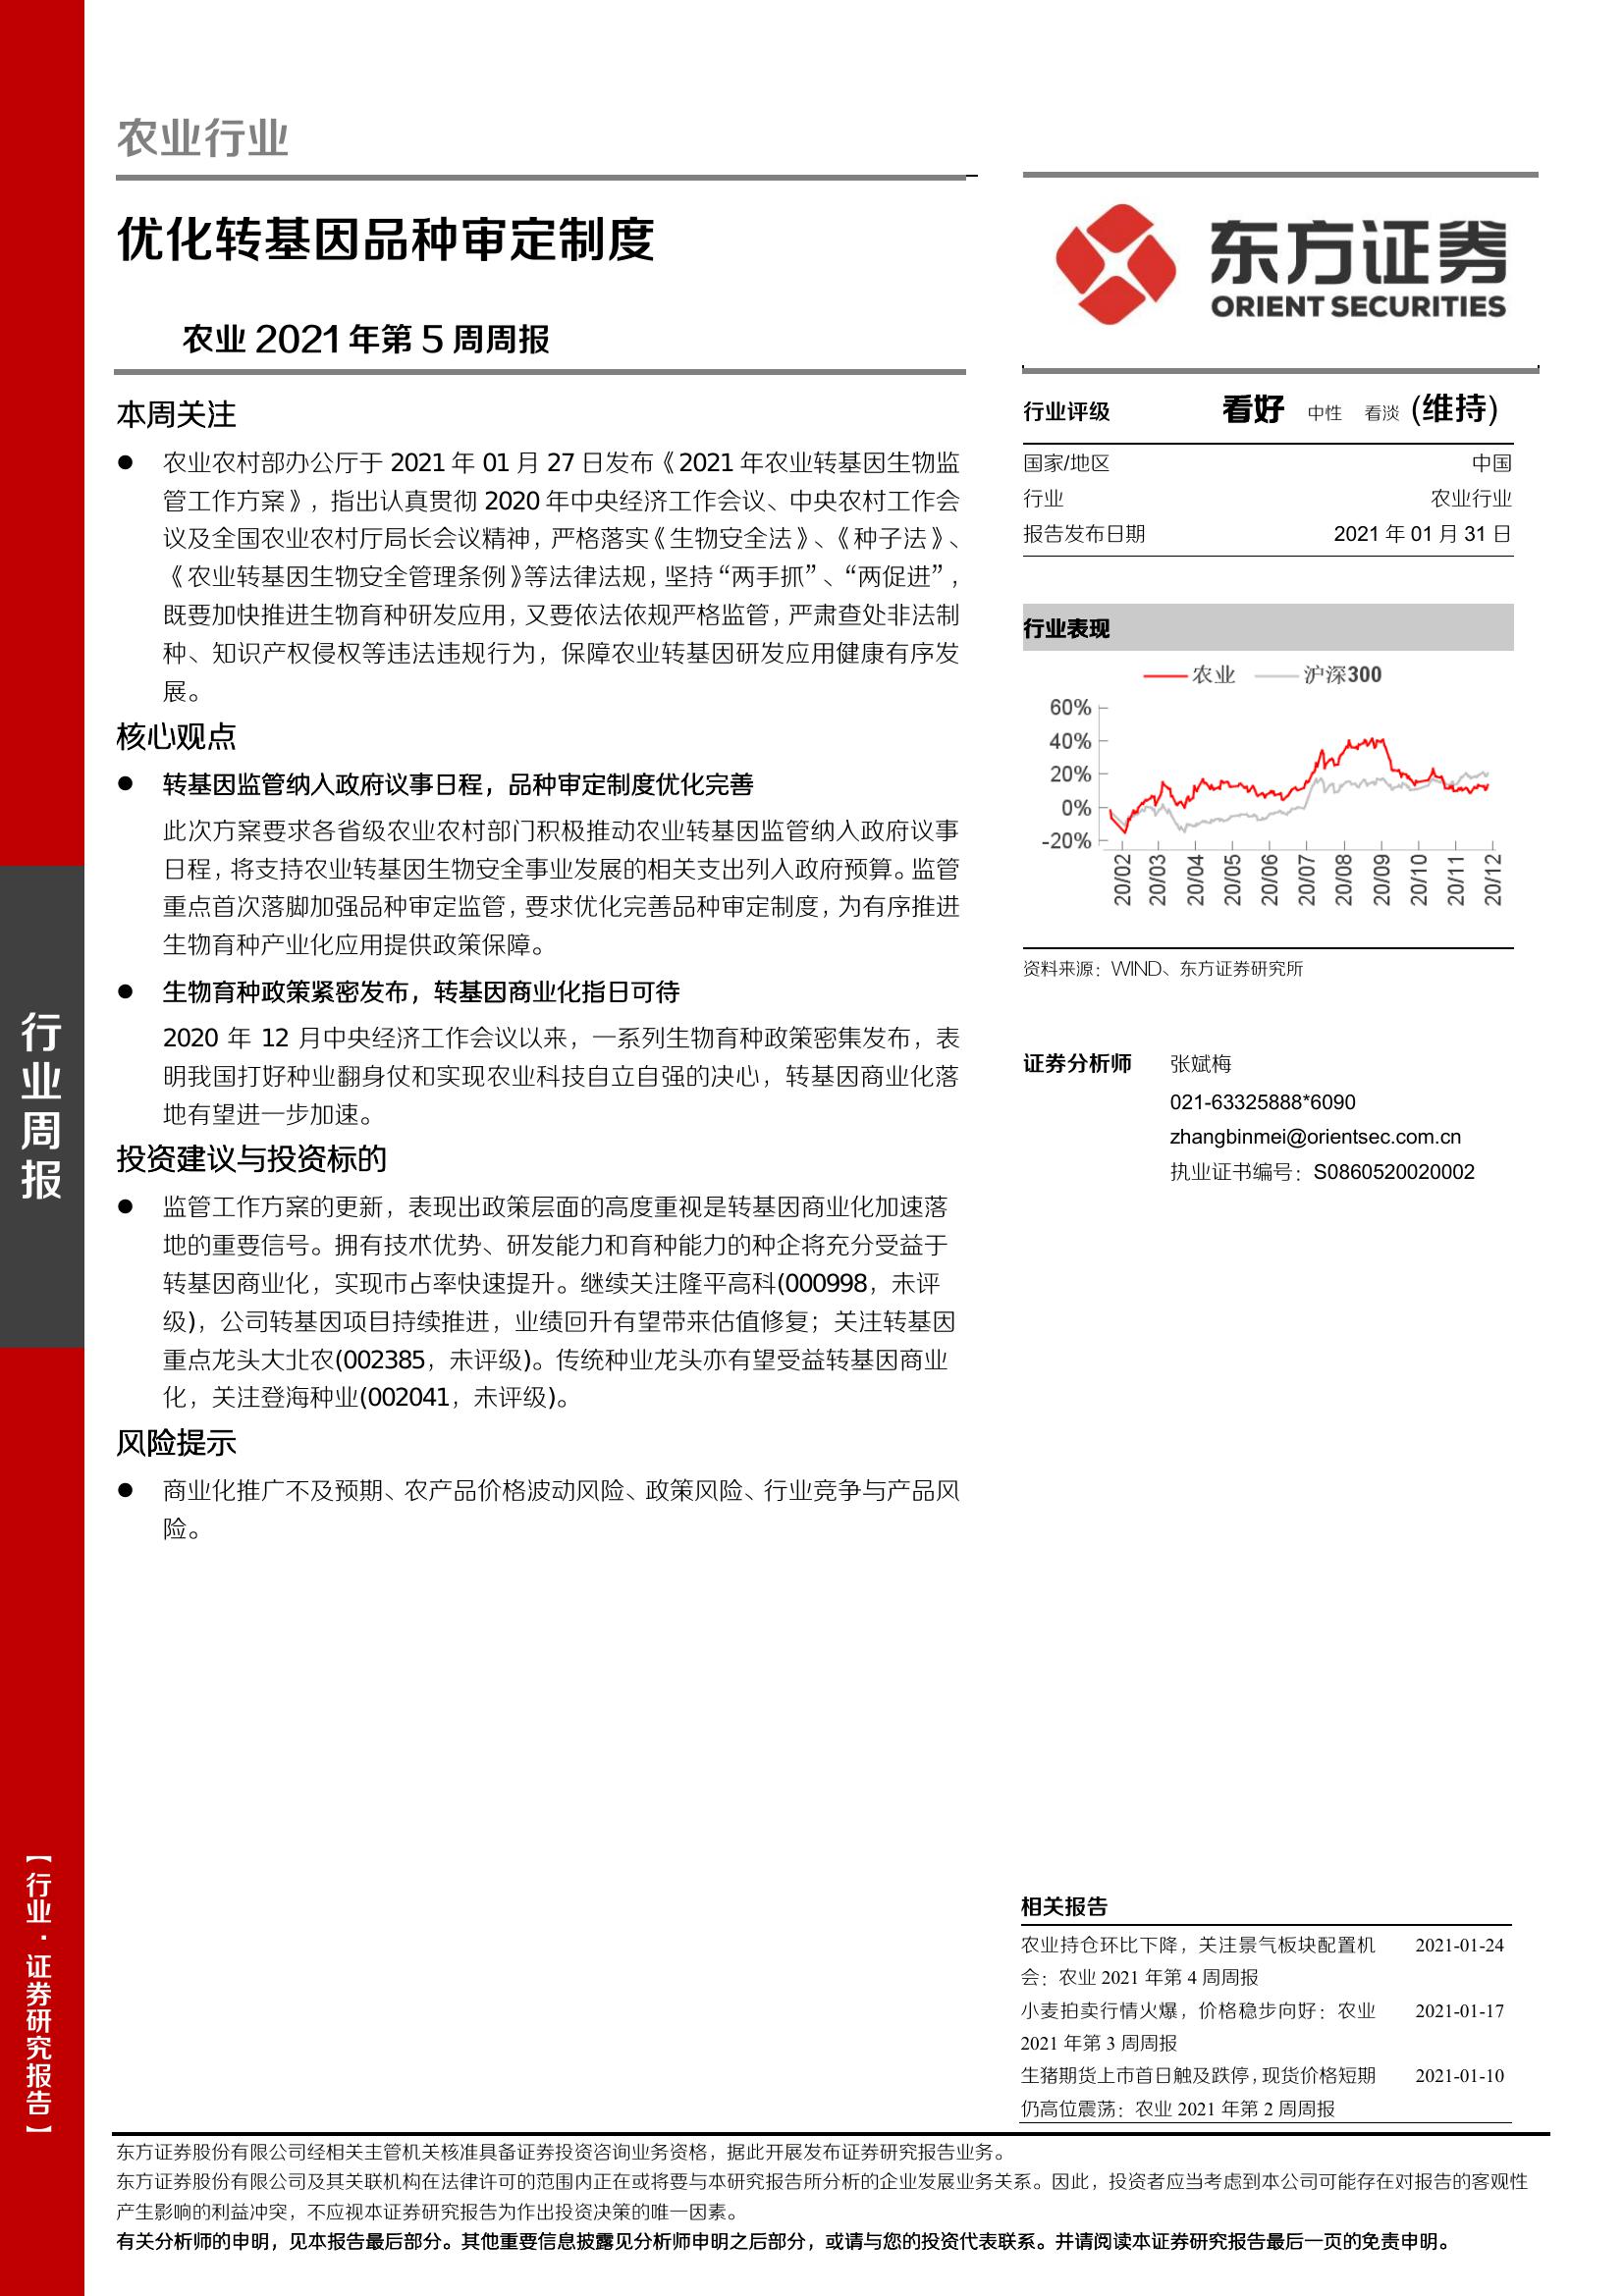 农业行业
优化转基因品种审定制度
农业 2021 年第 5 周周报
本周关注
● 农业农村部办公厅于 2021 年 01 月 27 日发布《2021 年农业转基因生物监
管工作方案》，指出认真贯彻 2020 年中央经济工作会议、中央农村工作会
议及全国农业农村厅局长会议精神，严格落实《生物安全法》、《种子法》、
《农业转基因生物安全管理条例》等法律法规，坚持“两手抓”、“两促进”，
既要加快推进生物育种研发应用，又要依法依规严格监管，严肃查处非法制
种、知识产权侵权等违法违规行为，保障农业转基因研发应用健康有序发
展。
核心观点
● 转基因监管纳入政府议事日程，品种审定制度优化完善
此次方案要求各省级农业农村部门积极推动农业转基因监管纳入政府议事
日程，将支持农业转基因生物安全事业发展的相关支出列入政府预算。监管
重点首次落脚加强品种审定监管，要求优化完善品种审定制度，为有序推进
生物育种产业化应用提供政策保障。
● 生物育种政策紧密发布，转基因商业化指日可待
2020 年 12 月中央经济工作会议以来，一系列生物育种政策密集发布，表
明我国打好种业翻身仗和实现农业科技自立自强的决心，转基因商业化落
地有望进一步加速。
投资建议与投资标的
● 监管工作方案的更新，表现出政策层面的高度重视是转基因商业化加速落
地的重要信号。拥有技术优势、研发能力和育种能力的种企将充分受益于
转基因商业化，实现市占率快速提升。继续关注隆平高科(000998，未评
级)，公司转基因项目持续推进，业绩回升有望带来估值修复；关注转基因
重点龙头大北农(002385，未评级)。传统种业龙头亦有望受益转基因商业
化，关注登海种业(002041，未评级)。
风险提示
● 商业化推广不及预期、农产品价格波动风险、政策风险、行业竞争与产品风
险。
东方证券
ORIENT SECURITIES
行业评级 看好 中性 看淡 (维持)
国家/地区 中国
行业 农业行业
报告发布日期 2021 年 01 月 31 日
行业表现
农业 沪深300
60%
40%
20%
0%
-20%
20/02 20/03 20/04 20/05 20/06 20/07 20/08 20/09 20/10 20/11 20/12
资料来源：WIND、东方证券研究所
证券分析师 张斌梅
021-63325888*6090
zhangbinmei@orientsec.com.cn
执业证书编号：S0860520020002
相关报告
农业持仓环比下降，关注景气板块配置机 2021-01-24
会：农业 2021 年第 4 周周报
小麦拍卖行情火爆，价格稳步向好：农业 2021-01-17
2021 年第 3 周周报
生猪期货上市首日触及跌停，现货价格短期 2021-01-10
仍高位震荡：农业 2021 年第 2 周周报
行业周报
【行业·证券研究报告】
东方证券股份有限公司经相关主管机关核准具备证券投资咨询业务资格，据此开展发布证券研究报告业务。
东方证券股份有限公司及其关联机构在法律许可的范围内正在或将要与本研究报告所分析的企业发展业务关系。因此，投资者应当考虑到本公司可能存在对报告的客观性
产生影响的利益冲突，不应视本证券研究报告为作出投资决策的唯一因素。
有关分析师的申明，见本报告最后部分。其他重要信息披露见分析师申明之后部分，或请与您的投资代表联系。并请阅读本证券研究报告最后一页的免责申明。